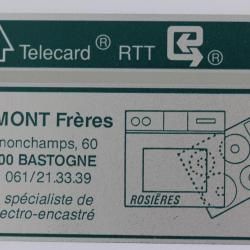 Telecard ® RTT ®
MONT Frères
nonchamps, 60
00 BASTOGNE
061/21.33.39
spécialiste de
ectro-encastré
ROSIÈRES